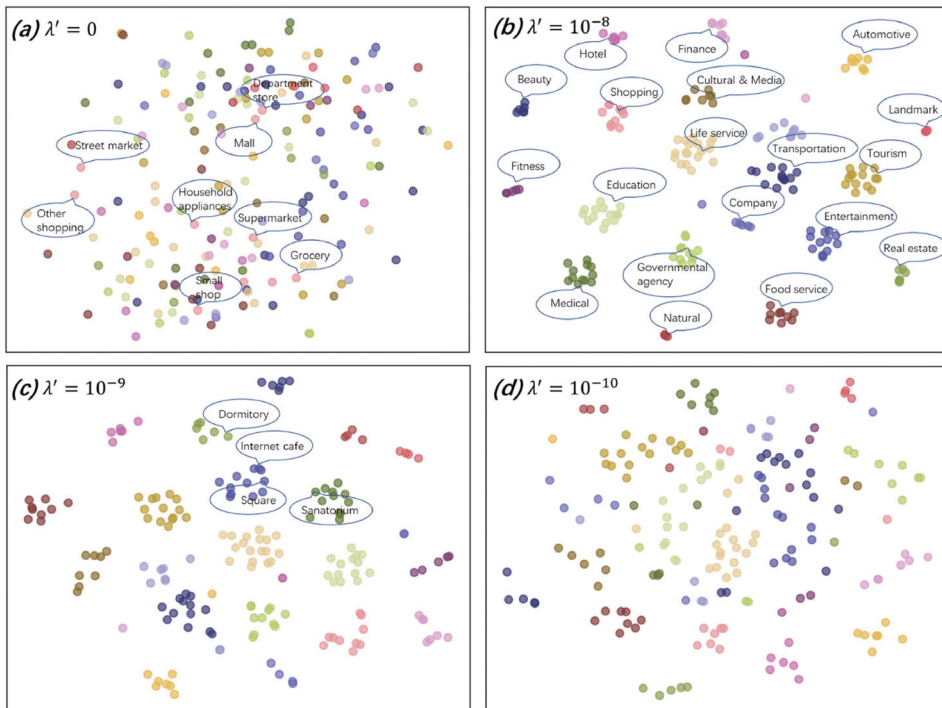 (a) λ′ = 0
Department
store
Street market
Mall
Household
appliances
Other
shopping
Supermarket
Grocery
Small
shop
(b) λ′ = 10⁻⁸
Hotel
Finance
Automotive
Beauty
Shopping
Cultural & Media
Landmark
Life service
Transportation
Tourism
Fitness
Education
Company
Entertainment
Real estate
Governmental
agency
Medical
Food service
Natural
(c) λ′ = 10⁻⁹
Dormitory
Internet cafe
Square
Sanatorium
(d) λ′ = 10⁻¹⁰